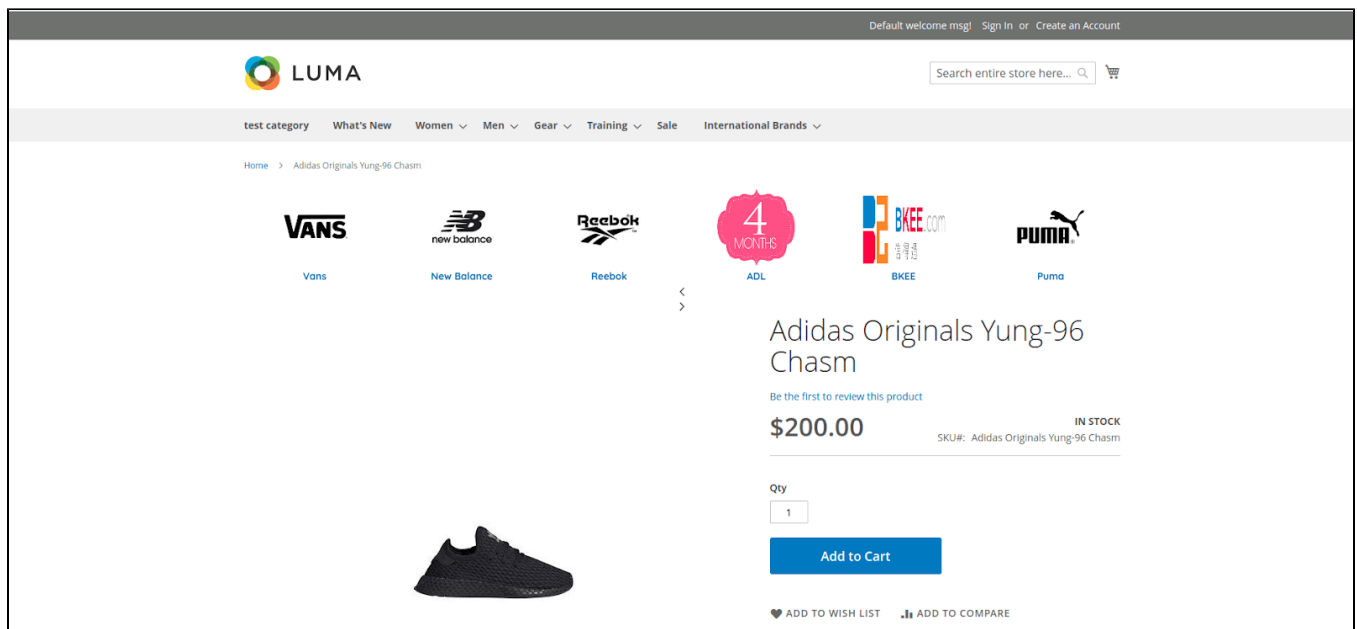 Default welcome msg! Sign In or Create an Account
LUMA
Search entire store here...
test category What's New Women Men Gear Training Sale International Brands
Home > Adidas Originals Yung-96 Chasm
VANS
new balance
Reebok
4
MONTHS
BKEE.com
PUMA
Vans New Balance Reebok ADL BKEE Puma
<
>
Adidas Originals Yung-96
Chasm
Be the first to review this product
$200.00
IN STOCK
SKU#: Adidas Originals Yung-96 Chasm
Qty
1
Add to Cart
ADD TO WISH LIST ADD TO COMPARE